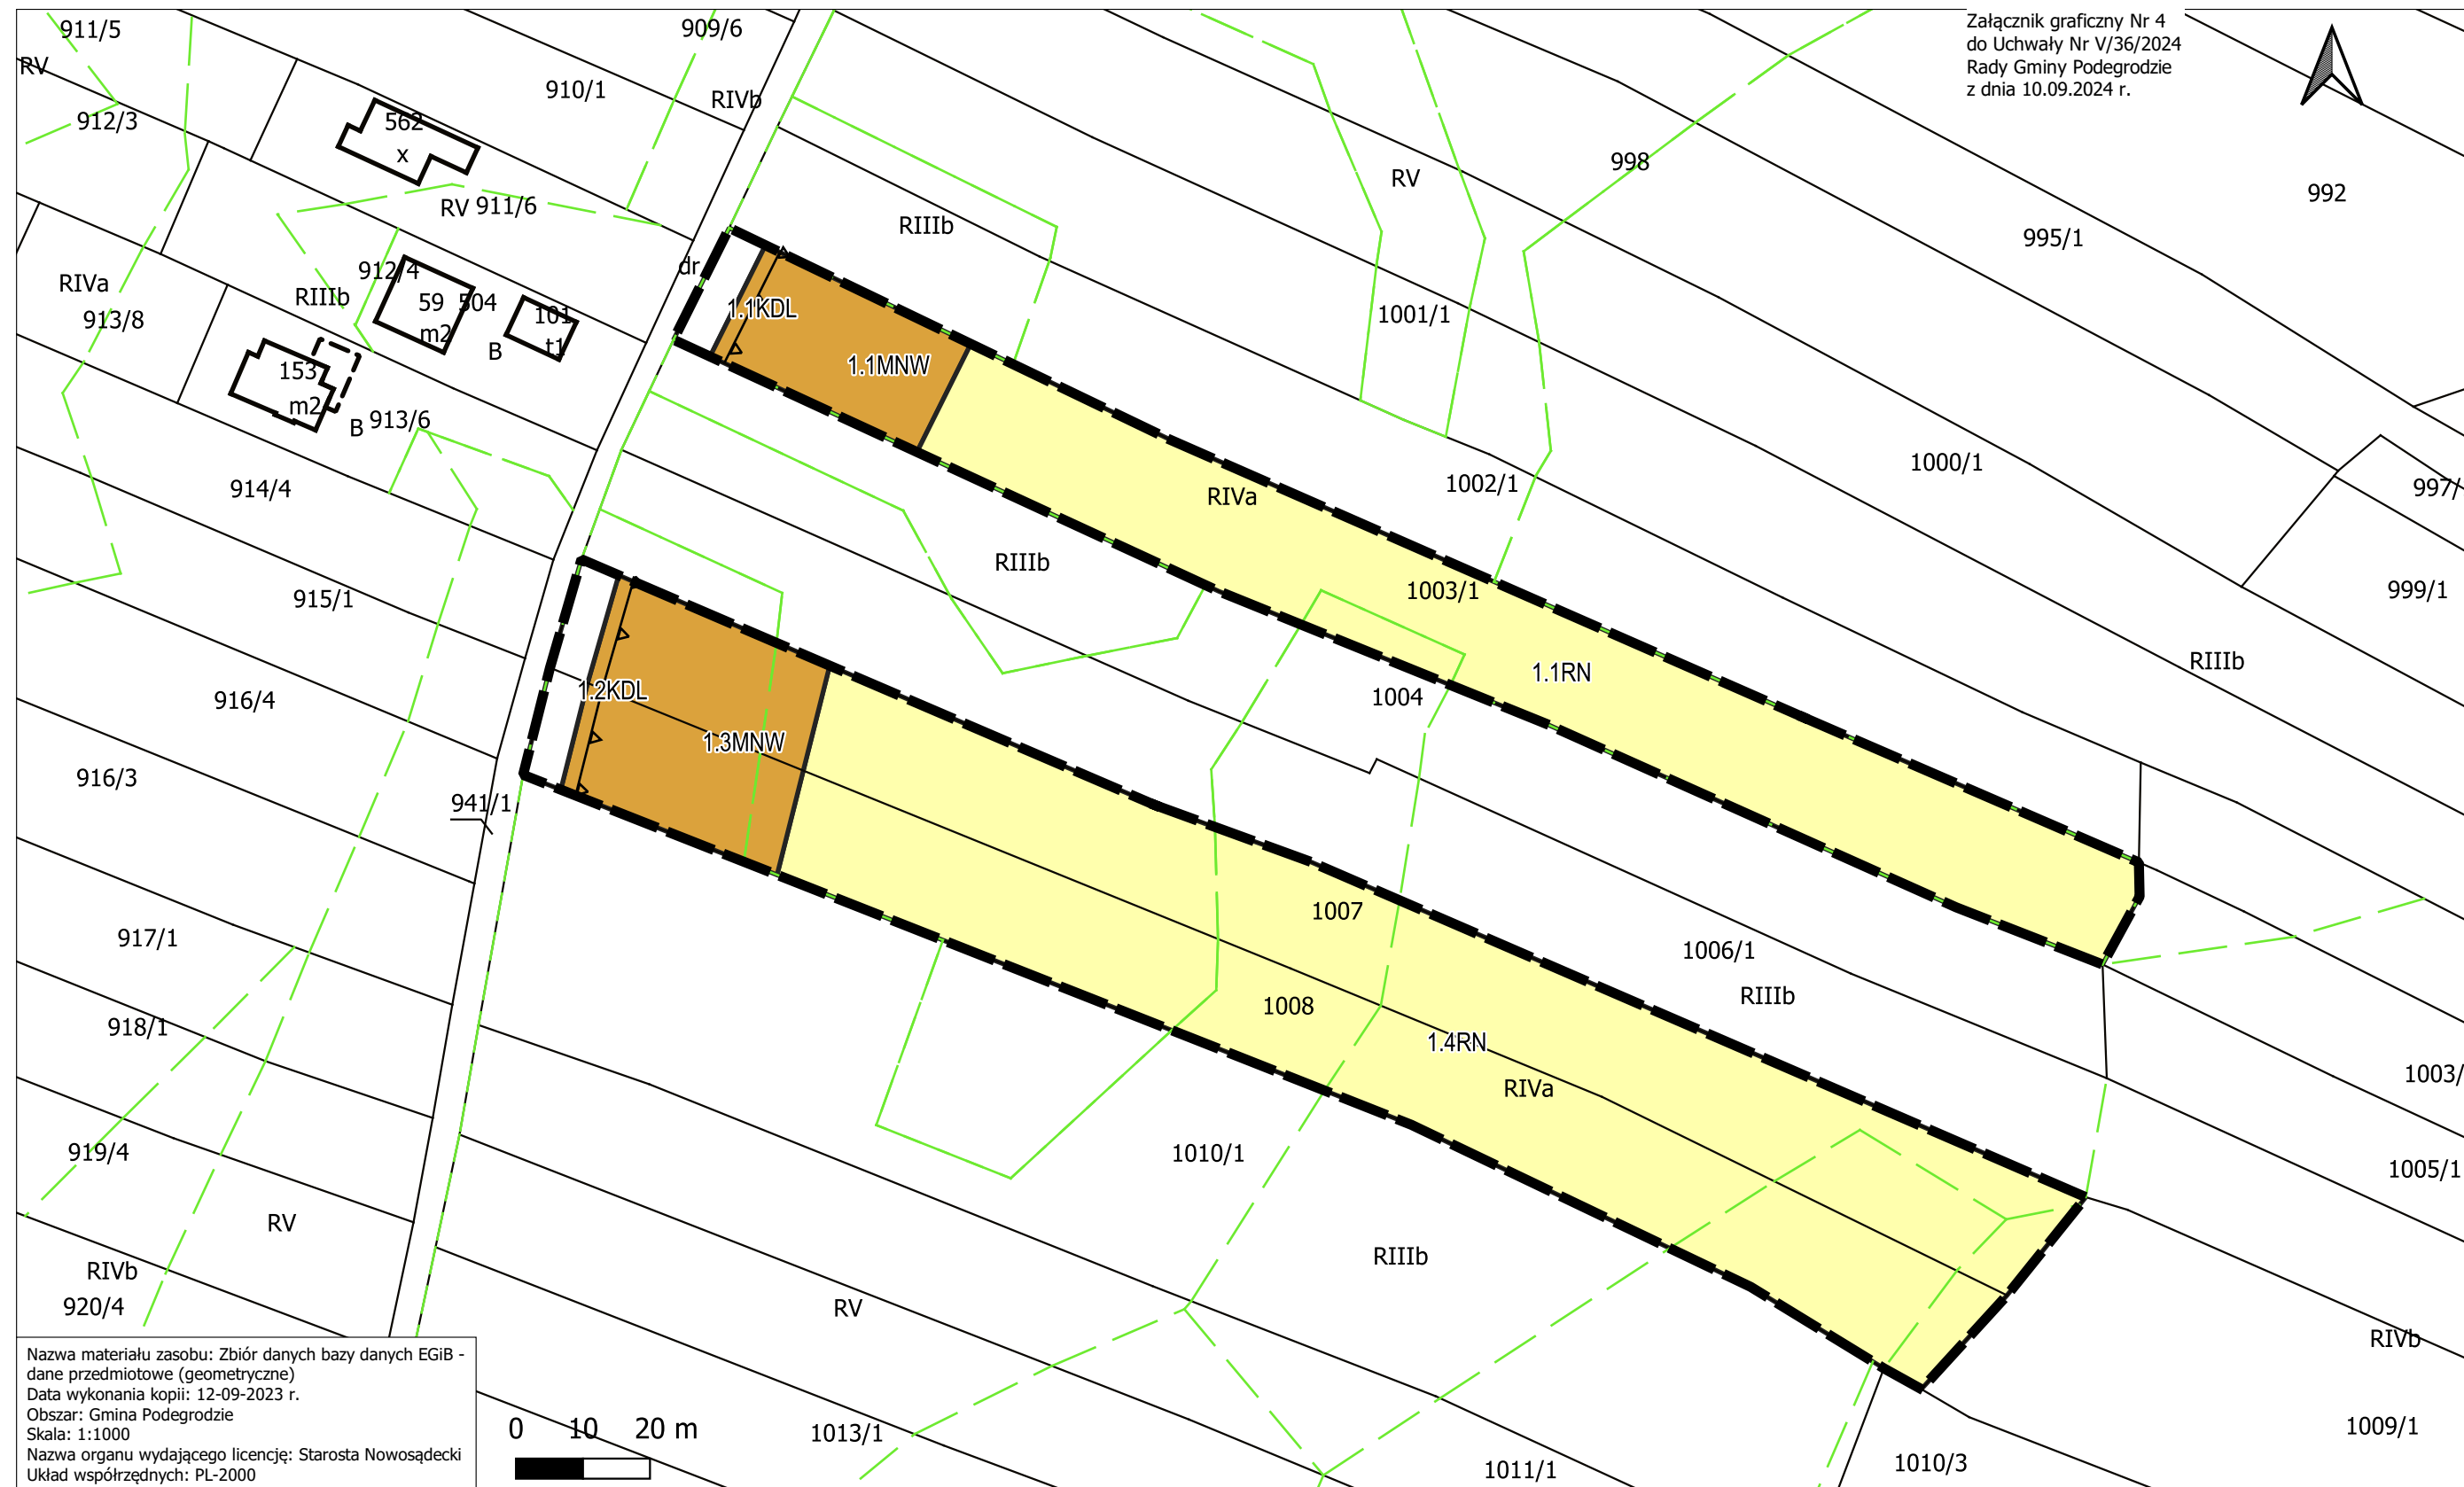 Załącznik graficzny Nr 4
do Uchwały Nr V/36/2024
Rady Gminy Podegrodzie
z dnia 10.09.2024 r.
911/5
909/6
RV
910/1
RIVb
912/3
562
x
998
RV
992
RV 911/6
RIIIb
995/1
dr
912/4
RIVa
RIIIb
59 504
101
1.1KDL
1001/1
913/8
m2
B
t1
153
1.1MNW
m2
B 913/6
1000/1
914/4
RIVa
1002/1
997/
RIIIb
1003/1
999/1
915/1
RIIIb
1.1RN
1.2KDL
1004
916/4
1.3MNW
916/3
941/1
1007
917/1
1006/1
RIIIb
1008
918/1
1.4RN
1003/
RIVa
919/4
1010/1
1005/1
RV
RIIIb
RIVb
920/4
RV
RIVb
1013/1
1009/1
1011/1
1010/3
Nazwa materiału zasobu: Zbiór danych bazy danych EGiB -
dane przedmiotowe (geometryczne)
Data wykonania kopii: 12-09-2023 r.
Obszar: Gmina Podegrodzie
Skala: 1:1000
Nazwa organu wydającego licencję: Starosta Nowosądecki
Układ współrzędnych: PL-2000
0 10 20 m